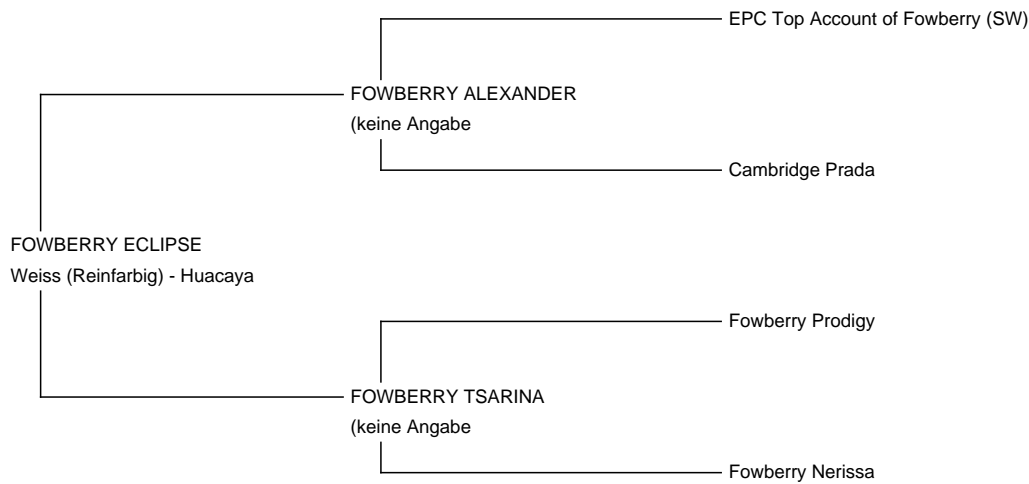 EPC Top Account of Fowberry (SW)
FOWBERRY ALEXANDER
(keine Angabe
Cambridge Prada
FOWBERRY ECLIPSE
Weiss (Reinfarbig) - Huacaya
Fowberry Prodigy
FOWBERRY TSARINA
(keine Angabe
Fowberry Nerissa